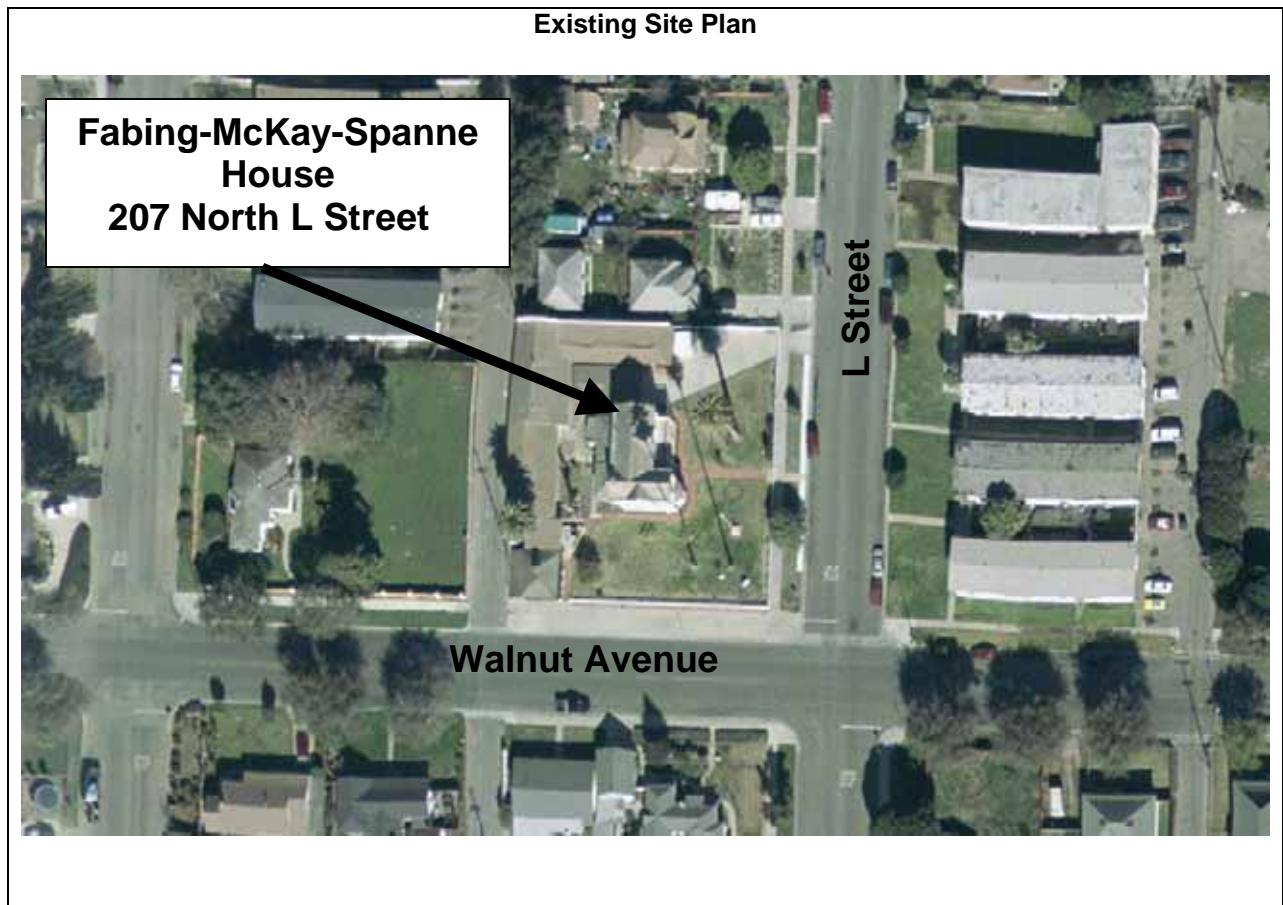 Existing Site Plan
Fabing-McKay-Spanne
House
207 North L Street
L Street
Walnut Avenue